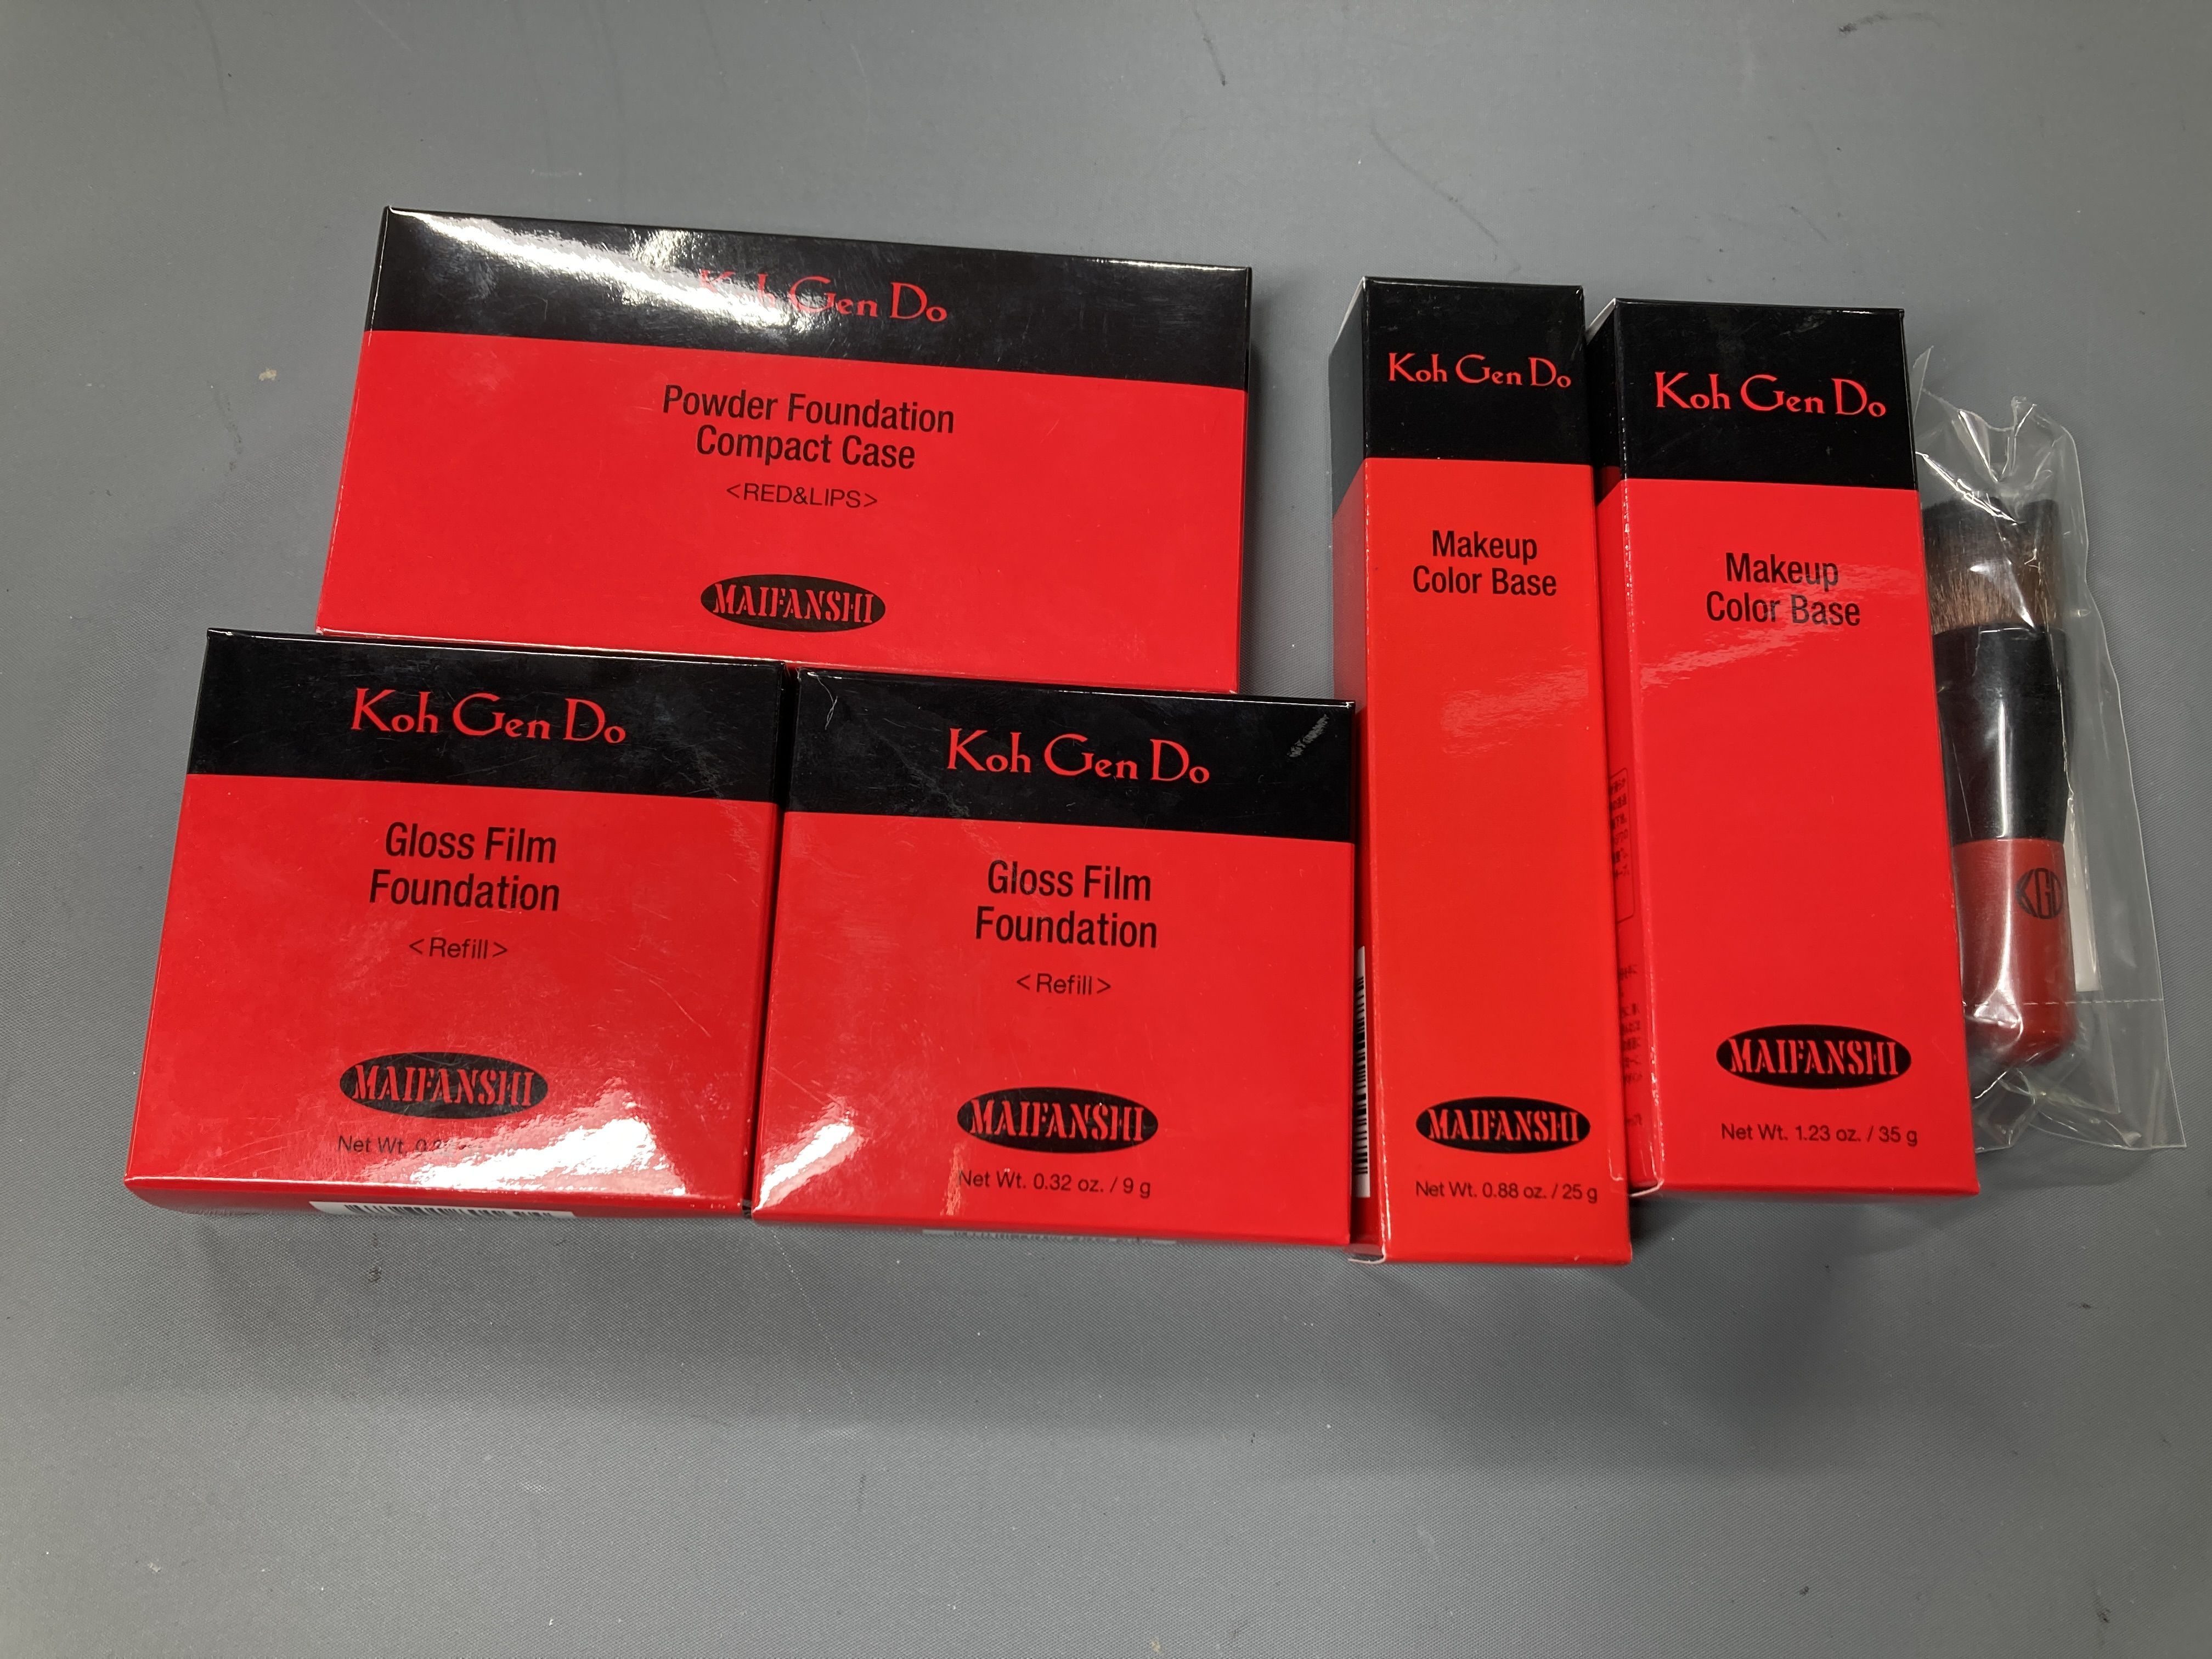 Koh Gen Do
Powder Foundation
Compact Case
<RED&LIPS>
MAIFANSHI
Koh Gen Do
Gloss Film
Foundation
<Refill>
MAIFANSHI
Net Wt.
Koh Gen Do
Gloss Film
Foundation
<Refill>
MAIFANSHI
Net Wt. 0.32 oz. / 9 g
Koh Gen Do
Makeup
Color Base
MAIFANSHI
Net Wt. 0.88 oz. / 25 g
Koh Gen Do
Makeup
Color Base
MAIFANSHI
Net Wt. 1.23 oz. / 35 g
KGD